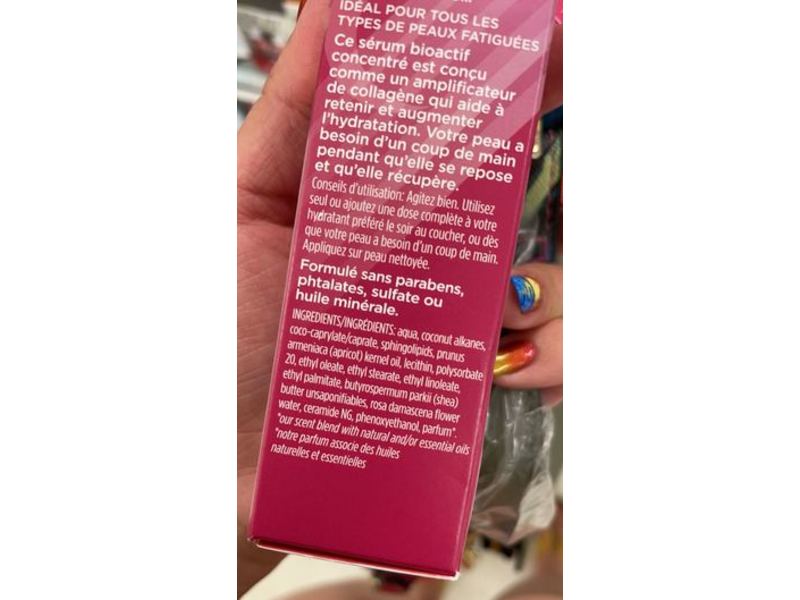 IDÉAL POUR TOUS LES
TYPES DE PEAUX FATIGUÉES
Ce sérum bioactif
concentré est conçu
comme un amplificateur
de collagène qui aide à
retenir et augmenter
l'hydratation. Votre peau a
besoin d'un coup de main
pendant qu'elle se repose
et qu'elle récupère.
Conseils d'utilisation: Agitez bien. Utilisez
seul ou ajoutez une dose complète à votre
hydratant préféré le soir au coucher, ou dès
que votre peau a besoin d'un coup de main.
Appliquez sur peau nettoyée.
Formulé sans parabens,
phtalates, sulfate ou
huile minérale.
INGREDIENTS/INGRÉDIENTS: aqua, coconut alkanes,
coco-caprylate/caprate, sphingolipids, prunus
armeniaca (apricot) kernel oil, lecithin, polysorbate
20, ethyl oleate, ethyl stearate, ethyl linoleate,
ethyl palmitate, butyrospermum parkii (shea)
butter unsaponifiables, rosa damascena flower
water, ceramide NG, phenoxyethanol, parfum*.
*our scent blend with natural and/or essential oils
*notre parfum associe des huiles
naturelles et essentielles